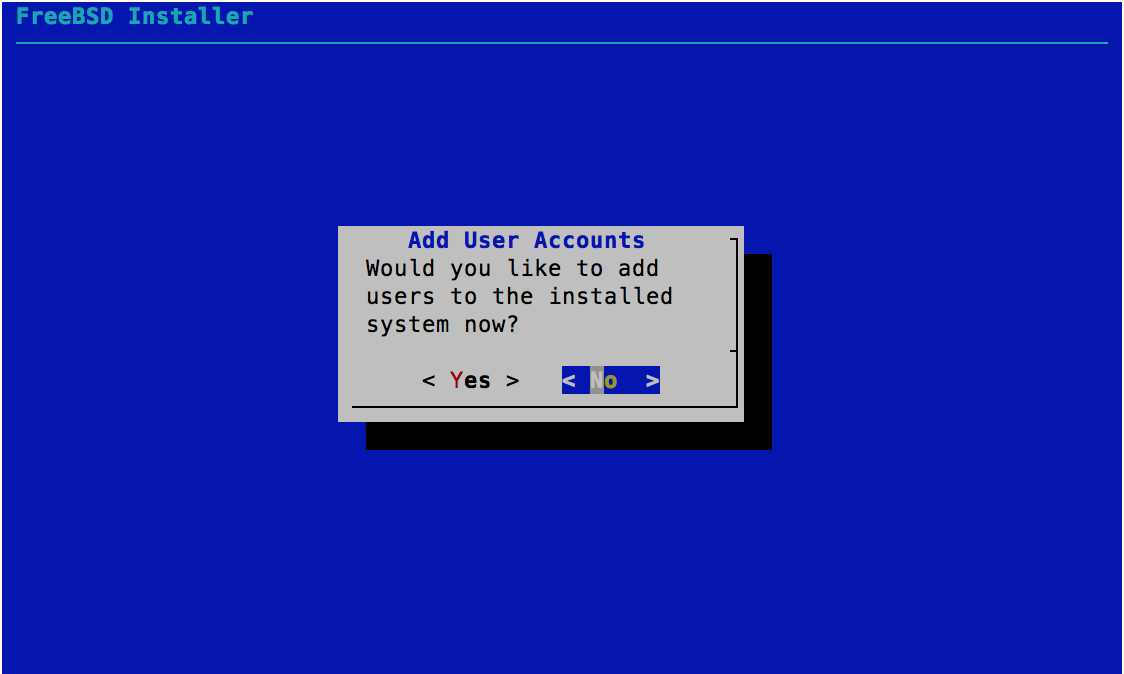 FreeBSD Installer
Add User Accounts
Would you like to add
users to the installed
system now?
< Yes > < No >